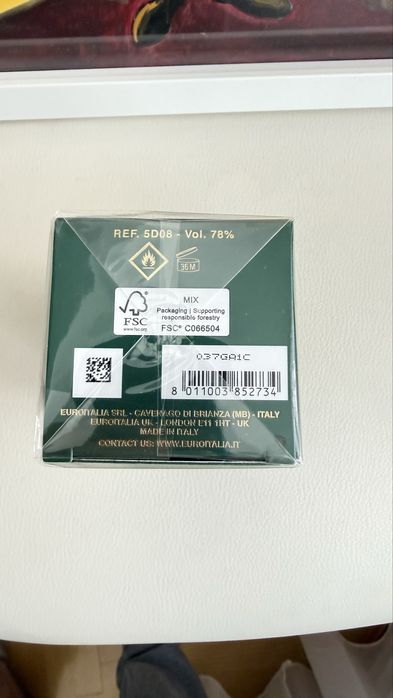 REF. 5D08 - Vol. 78%
36 M
MIX
Packaging | Supporting
responsible forestry
FSC
www.fsc.org
FSC® C066504
037GA1C
8 011003 852734
EUROITALIA SRL - CAVENAGO DI BRIANZA (MB) - ITALY
EUROITALIA UK - LONDON E11 1HT - UK
MADE IN ITALY
CONTACT US: WWW.EUROITALIA.IT